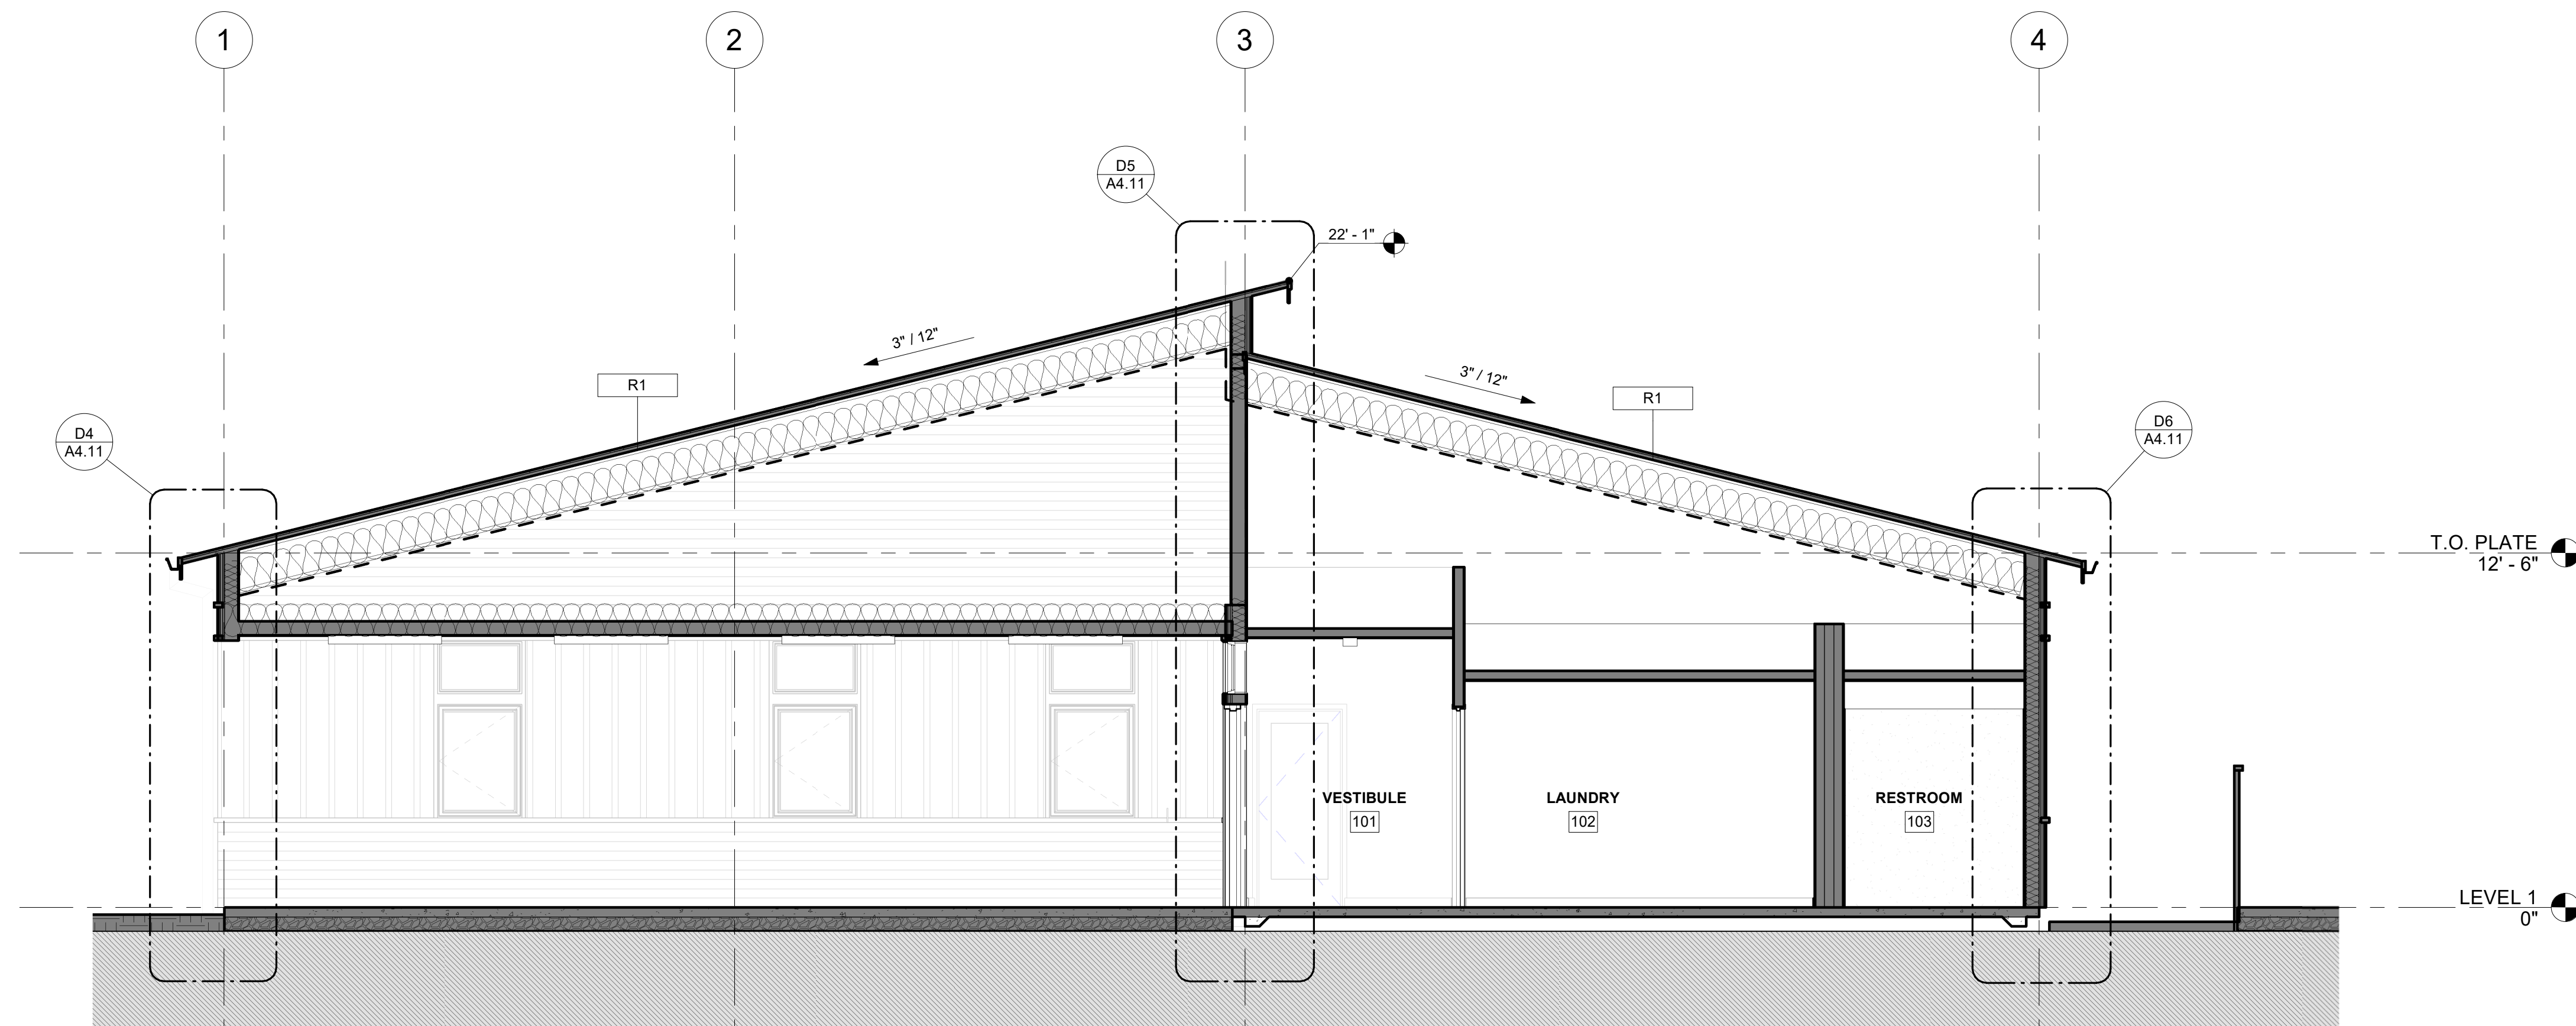 1
2
3
4
D5
A4.11
22' - 1"
3" / 12"
R1
3" / 12"
R1
D4
A4.11
D6
A4.11
T.O. PLATE
12' - 6"
VESTIBULE
101
LAUNDRY
102
RESTROOM
103
LEVEL 1
0"